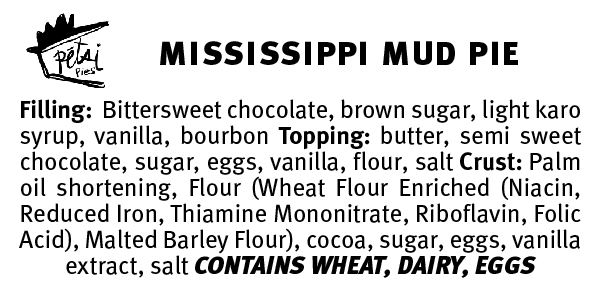 pétsi
Pies
MISSISSIPPI MUD PIE
Filling: Bittersweet chocolate, brown sugar, light karo
syrup, vanilla, bourbon Topping: butter, semi sweet
chocolate, sugar, eggs, vanilla, flour, salt Crust: Palm
oil shortening, Flour (Wheat Flour Enriched (Niacin,
Reduced Iron, Thiamine Mononitrate, Riboflavin, Folic
Acid), Malted Barley Flour), cocoa, sugar, eggs, vanilla
extract, salt CONTAINS WHEAT, DAIRY, EGGS